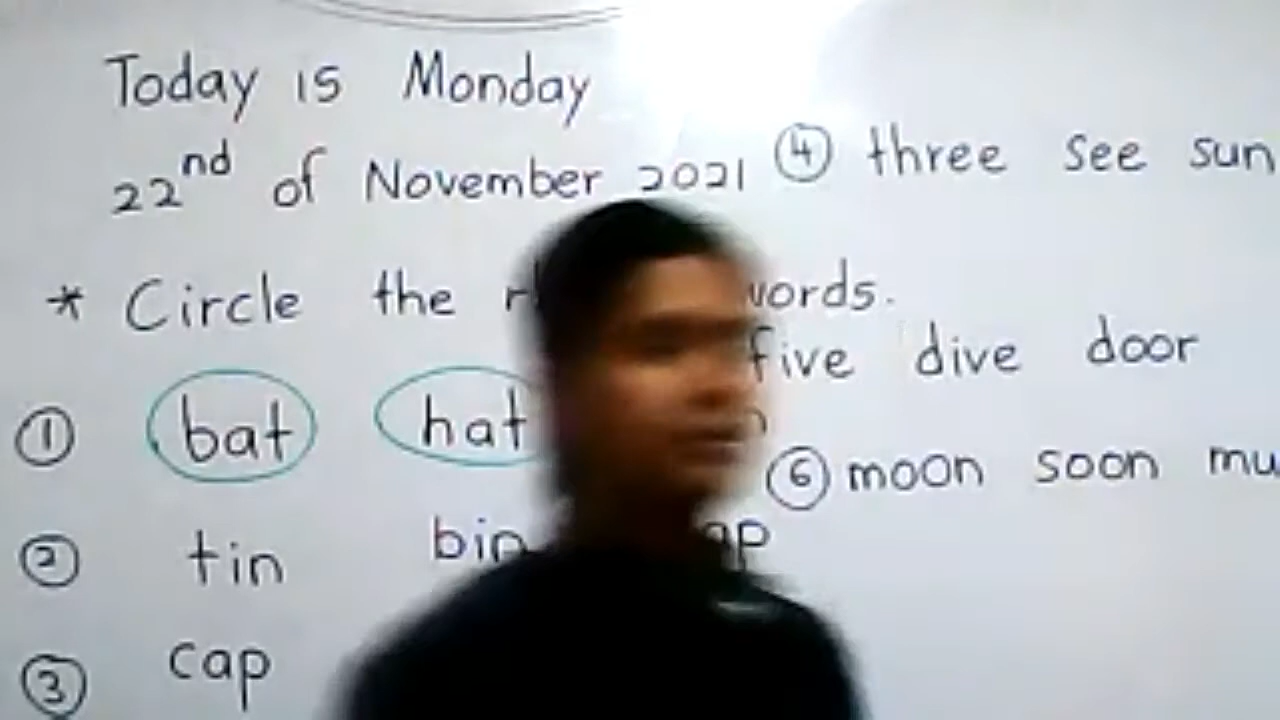 Today is Monday
22nd of November 2021
* Circle the words.
① bat hat
② tin bin
③ cap
④ three see sun
five dive door
⑥ moon soon